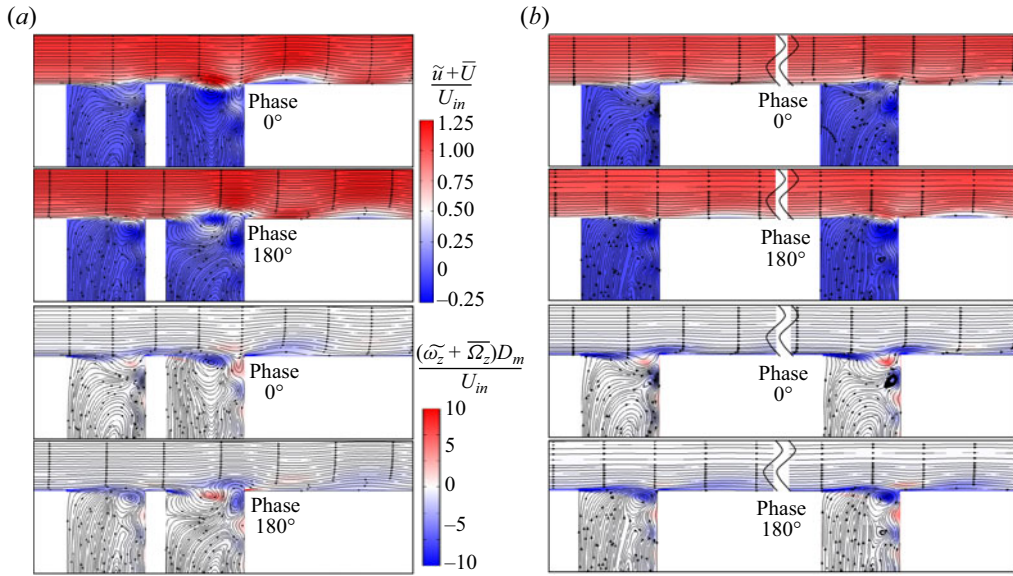 (a)
Phase
0°
Phase
180°
Phase
0°
Phase
180°
ũ + U̅
U_in
1.25
1.00
0.75
0.50
0.25
0
–0.25
(ω̃_z + Ω̅_z)D_m
U_in
10
5
0
–5
–10
(b)
Phase
0°
Phase
180°
Phase
0°
Phase
180°